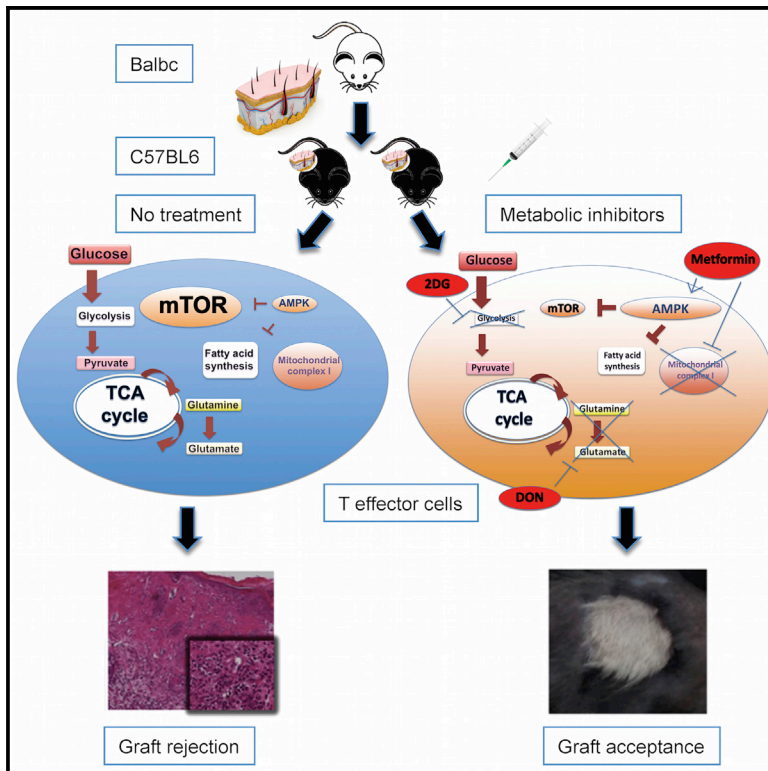 Balbc
C57BL6
No treatment
Metabolic inhibitors
Glucose
Glycolysis
mTOR
AMPK
Pyruvate
Fatty acid
synthesis
Mitochondrial
complex I
TCA
cycle
Glutamine
Glutamate
Glucose
Metformin
2DG
Glycolysis
mTOR
AMPK
Pyruvate
Fatty acid
synthesis
Mitochondrial
complex I
TCA
cycle
Glutamine
Glutamate
DON
T effector cells
Graft rejection
Graft acceptance